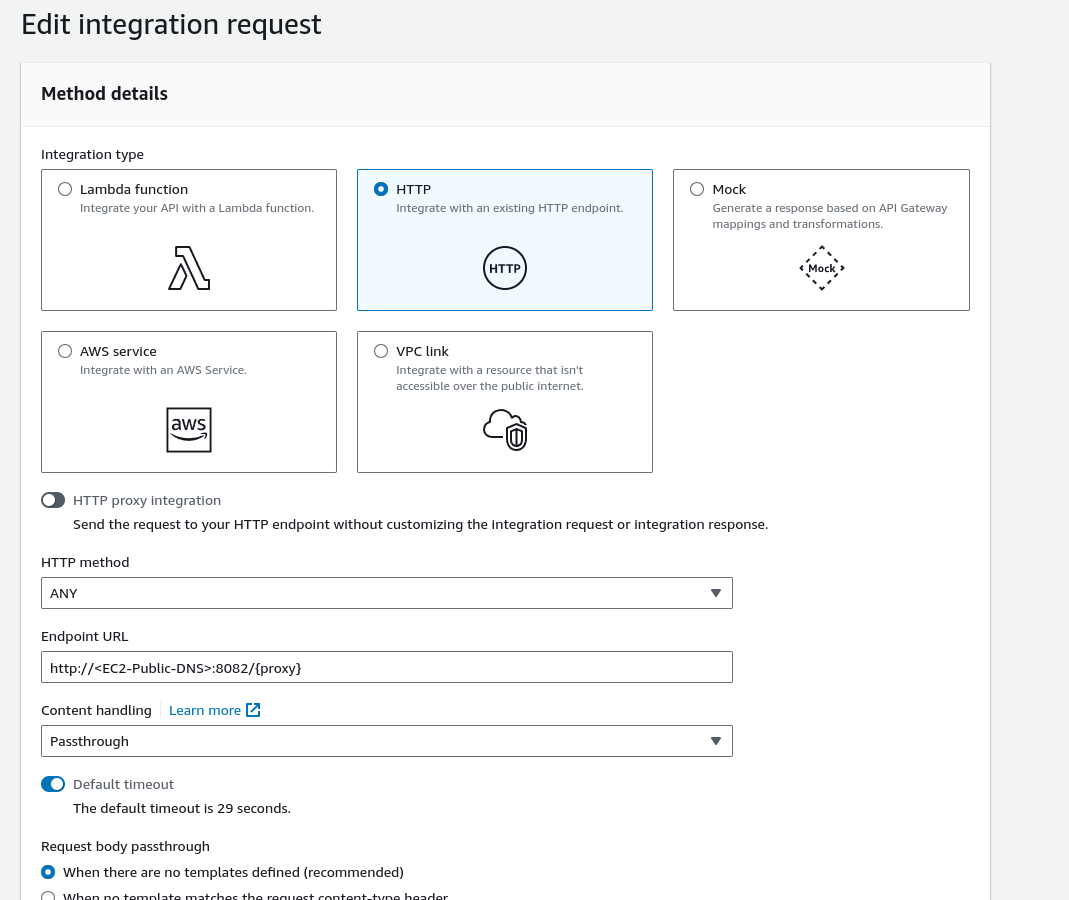 Edit integration request
Method details
Integration type
Lambda function
Integrate your API with a Lambda function.
HTTP
Integrate with an existing HTTP endpoint.
HTTP
Mock
Generate a response based on API Gateway
mappings and transformations.
Mock
AWS service
Integrate with an AWS Service.
aws
VPC link
Integrate with a resource that isn't
accessible over the public internet.
HTTP proxy integration
Send the request to your HTTP endpoint without customizing the integration request or integration response.
HTTP method
ANY
Endpoint URL
http://<EC2-Public-DNS>:8082/{proxy}
Content handling Learn more
Passthrough
Default timeout
The default timeout is 29 seconds.
Request body passthrough
When there are no templates defined (recommended)
When no template matches the request content-type header